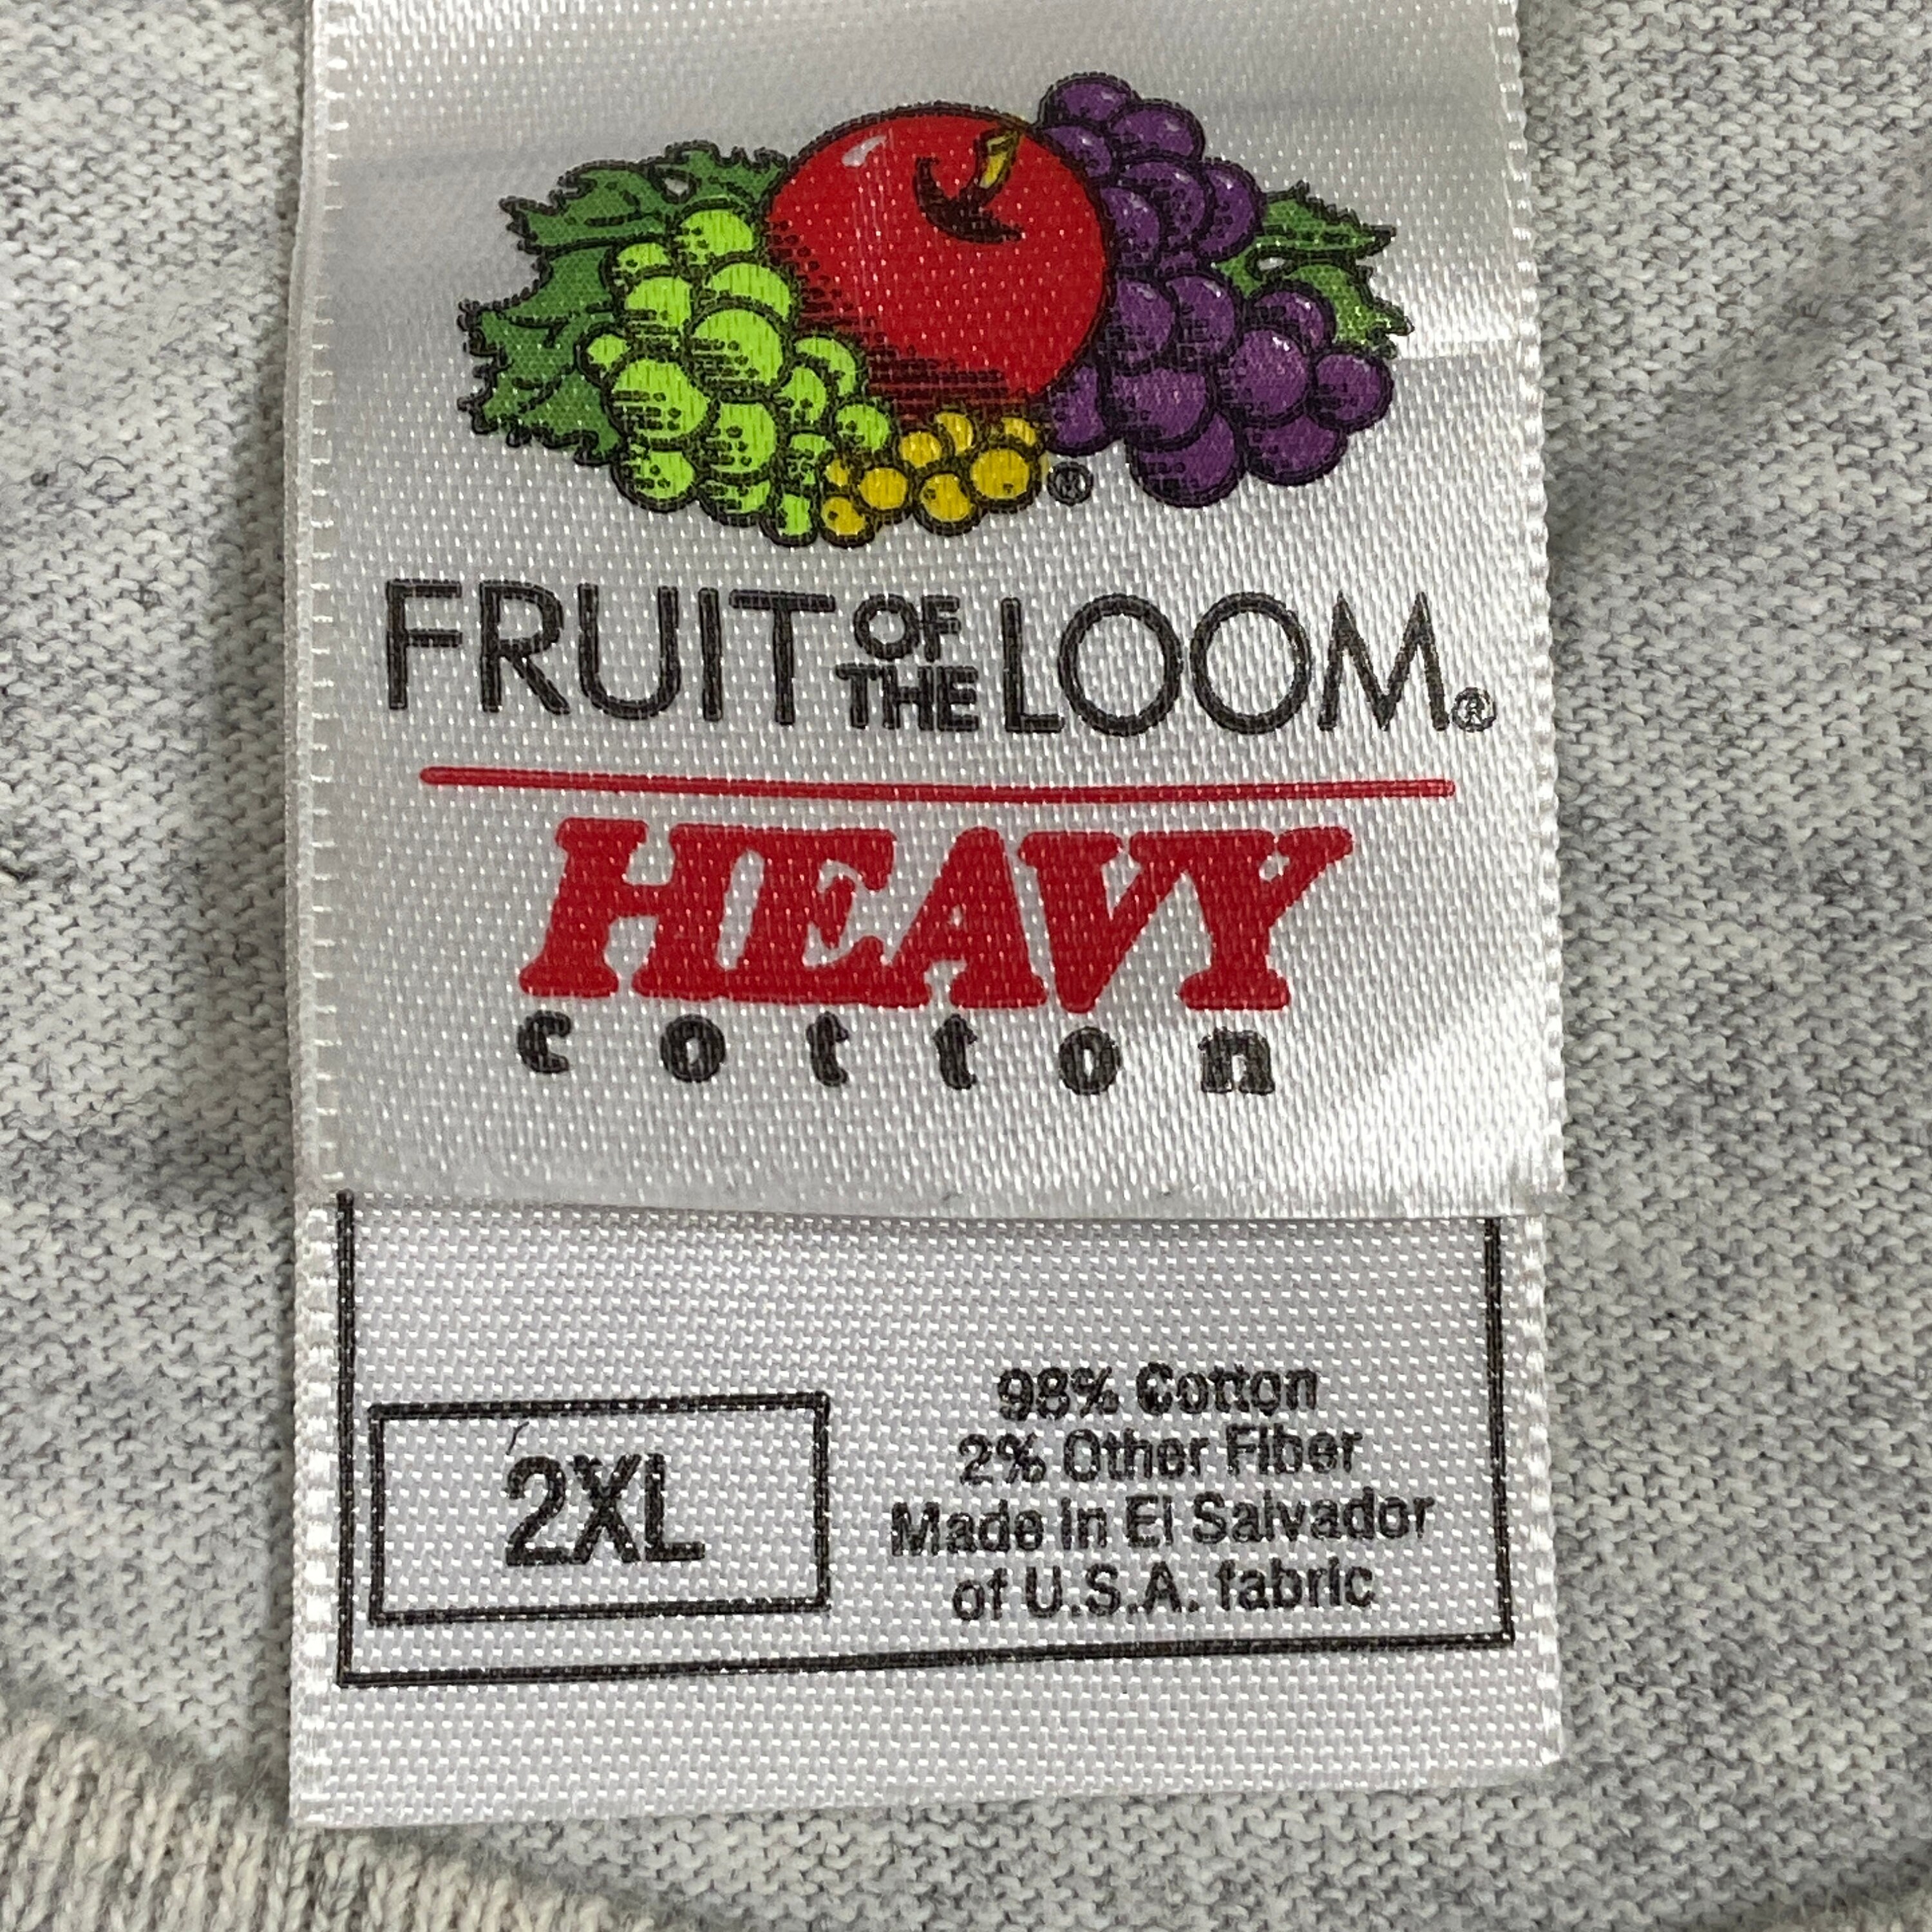 ®
FRUIT OF THE LOOM®
HEAVY
cotton
2XL
98% Cotton
2% Other Fiber
Made in El Salvador
of U.S.A. fabric